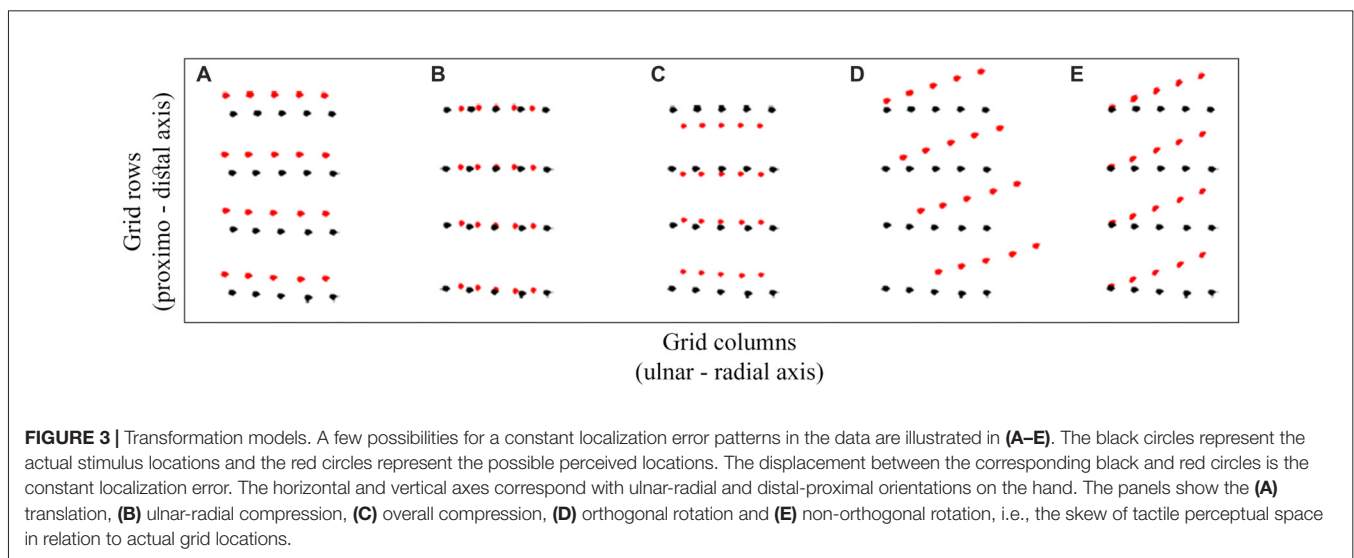 A
B
C
D
E
Grid rows
(proximo - distal axis)
Grid columns
(ulnar - radial axis)
FIGURE 3 | Transformation models. A few possibilities for a constant localization error patterns in the data are illustrated in (A–E). The black circles represent the
actual stimulus locations and the red circles represent the possible perceived locations. The displacement between the corresponding black and red circles is the
constant localization error. The horizontal and vertical axes correspond with ulnar-radial and distal-proximal orientations on the hand. The panels show the (A)
translation, (B) ulnar-radial compression, (C) overall compression, (D) orthogonal rotation and (E) non-orthogonal rotation, i.e., the skew of tactile perceptual space
in relation to actual grid locations.